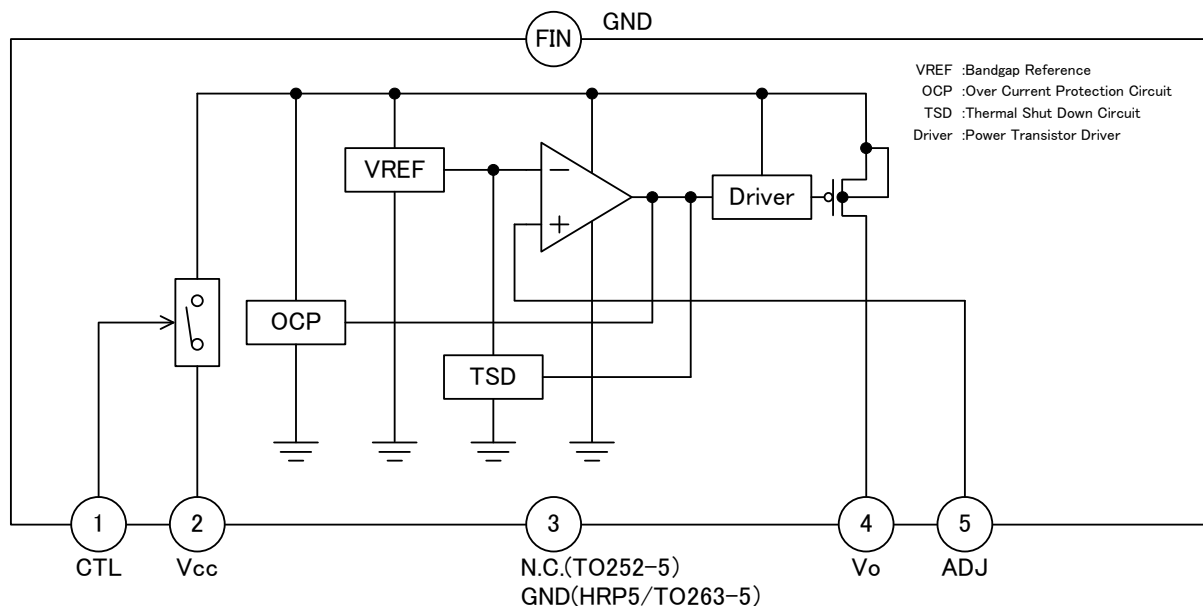 FIN
GND
VREF :Bandgap Reference
OCP :Over Current Protection Circuit
TSD :Thermal Shut Down Circuit
Driver :Power Transistor Driver
VREF
−
Driver
+
OCP
TSD
1
2
3
4
5
CTL
Vcc
N.C.(TO252-5)
GND(HRP5/TO263-5)
Vo
ADJ